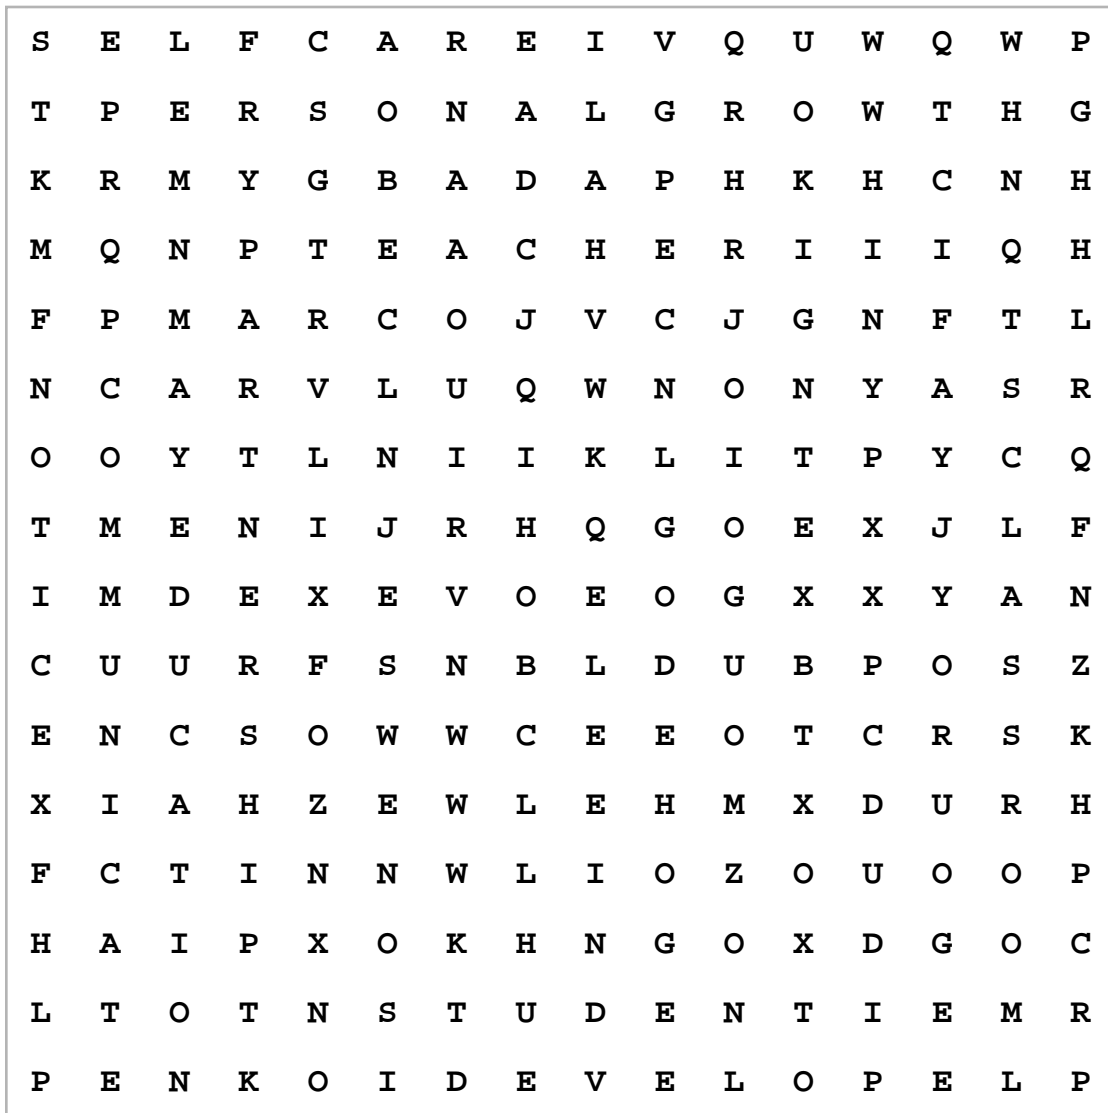 S E L F C A R E I V Q U W Q W P
T P E R S O N A L G R O W T H G
K R M Y G B A D A P H K H C N H
M Q N P T E A C H E R I I I Q H
F P M A R C O J V C J G N F T L
N C A R V L U Q W N O N Y A S R
O O Y T L N I I K L I T P Y C Q
T M E N I J R H Q G O E X J L F
I M D E X E V O E O G X X Y A N
C U U R F S N B L D U B P O S Z
E N C S O W W C E E O T C R S K
X I A H Z E W L E H M X D U R H
F C T I N N W L I O Z O U O O P
H A I P X O K H N G O X D G O C
L T O T N S T U D E N T I E M R
P E N K O I D E V E L O P E L P